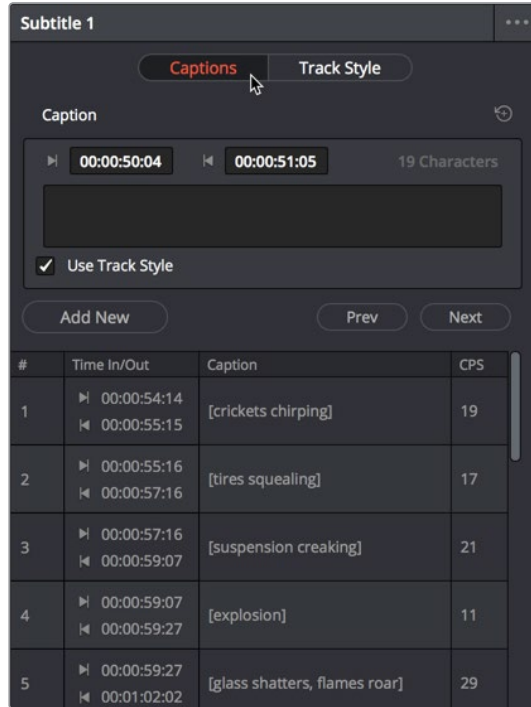 Subtitle 1
Captions Track Style
Caption
00:00:50:04 00:00:51:05 19 Characters
Use Track Style
Add New Prev Next
# Time In/Out Caption CPS
1 00:00:54:14 00:00:55:15 [crickets chirping] 19
2 00:00:55:16 00:00:57:16 [tires squealing] 17
3 00:00:57:16 00:00:59:07 [suspension creaking] 21
4 00:00:59:07 00:00:59:27 [explosion] 11
5 00:00:59:27 00:01:02:02 [glass shatters, flames roar] 29